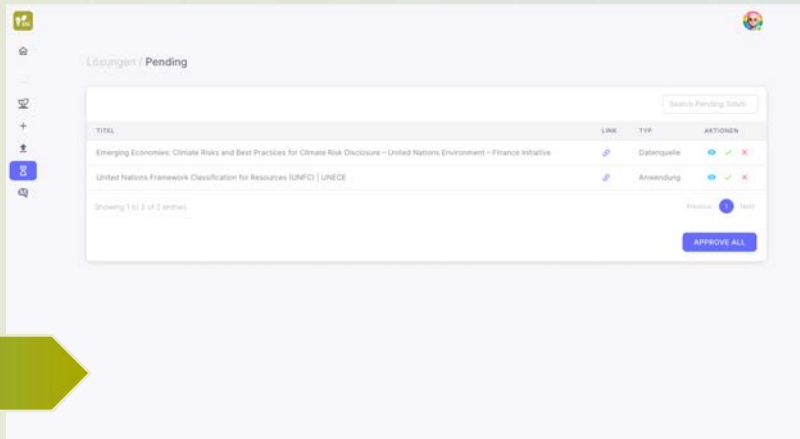 Lösungen / Pending
Search Pending Soluti
TITEL LINK TYP AKTIONEN
Emerging Economies: Climate Risks and Best Practices for Climate Risk Disclosure – United Nations Environment – Finance Initiative Datenquelle
United Nations Framework Classification for Resources (UNFC) | UNECE Anwendung
Showing 1 to 2 of 2 entries Previous 1 Next
APPROVE ALL